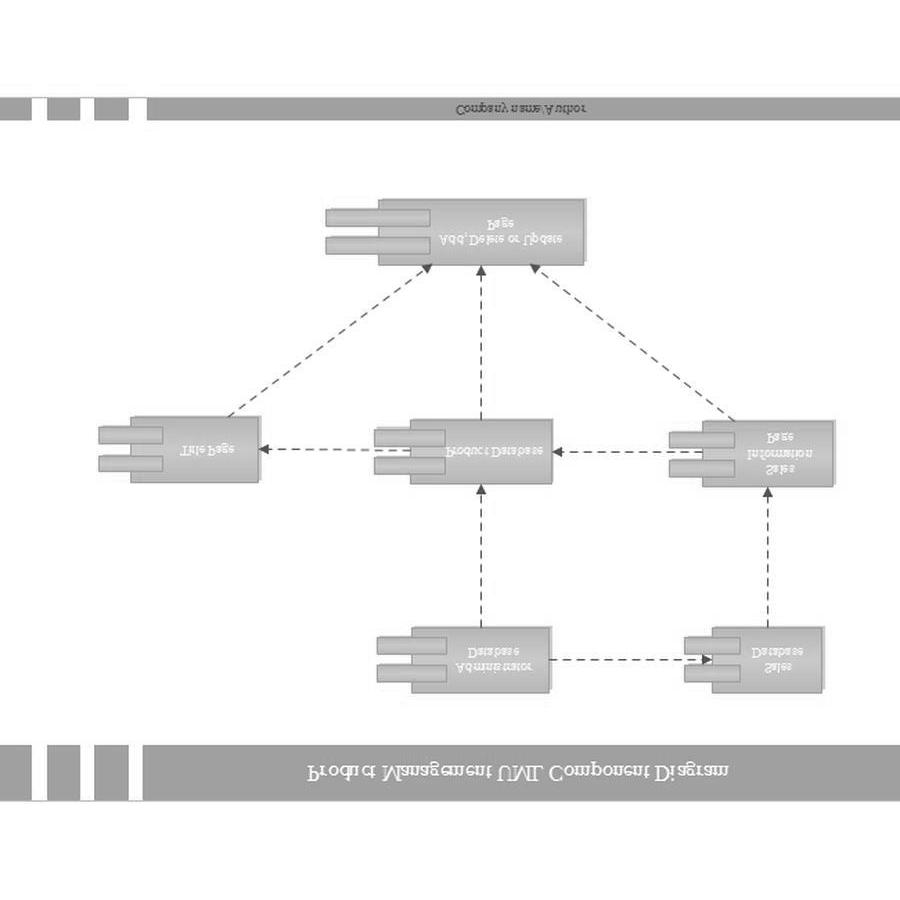 Product Management UML Component Diagram
Administrator
Database
Sales
Database
Title Page
Product Database
Sales
Information
Page
Add, Delete or Update
Page
Company name/Author